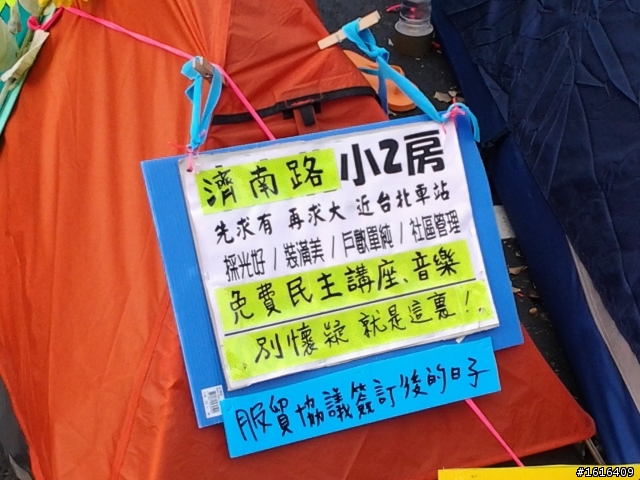 濟南路 小2房
先求有 再求大 近台北車站
採光好 / 裝潢美 / 戶數單純 / 社區管理
免費民主講座、音樂
別懷疑 就是這裏！
服貿協議簽訂後的日子
#1616409